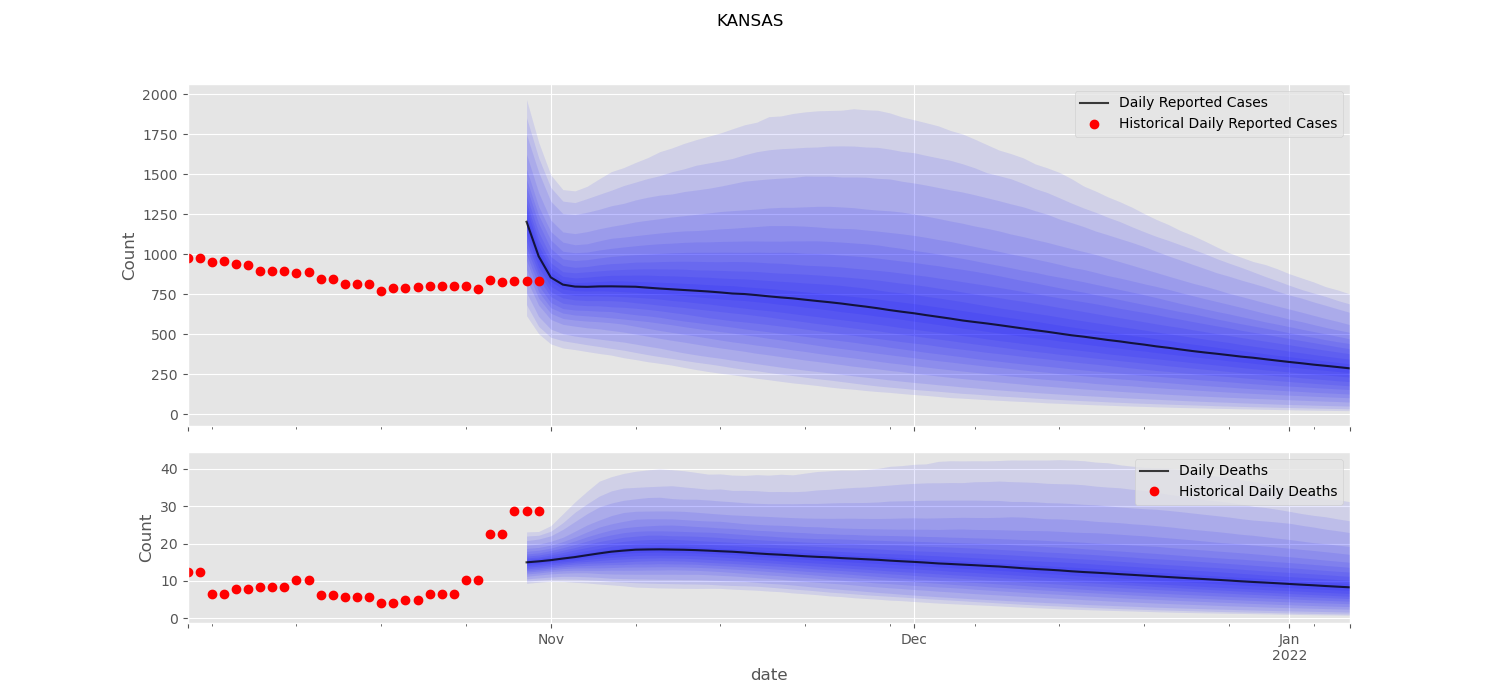 KANSAS
2000
1750
1500
1250
1000
750
500
250
0
Count
Daily Reported Cases
Historical Daily Reported Cases
40
30
20
10
0
Count
Daily Deaths
Historical Daily Deaths
Nov
Dec
Jan
2022
date